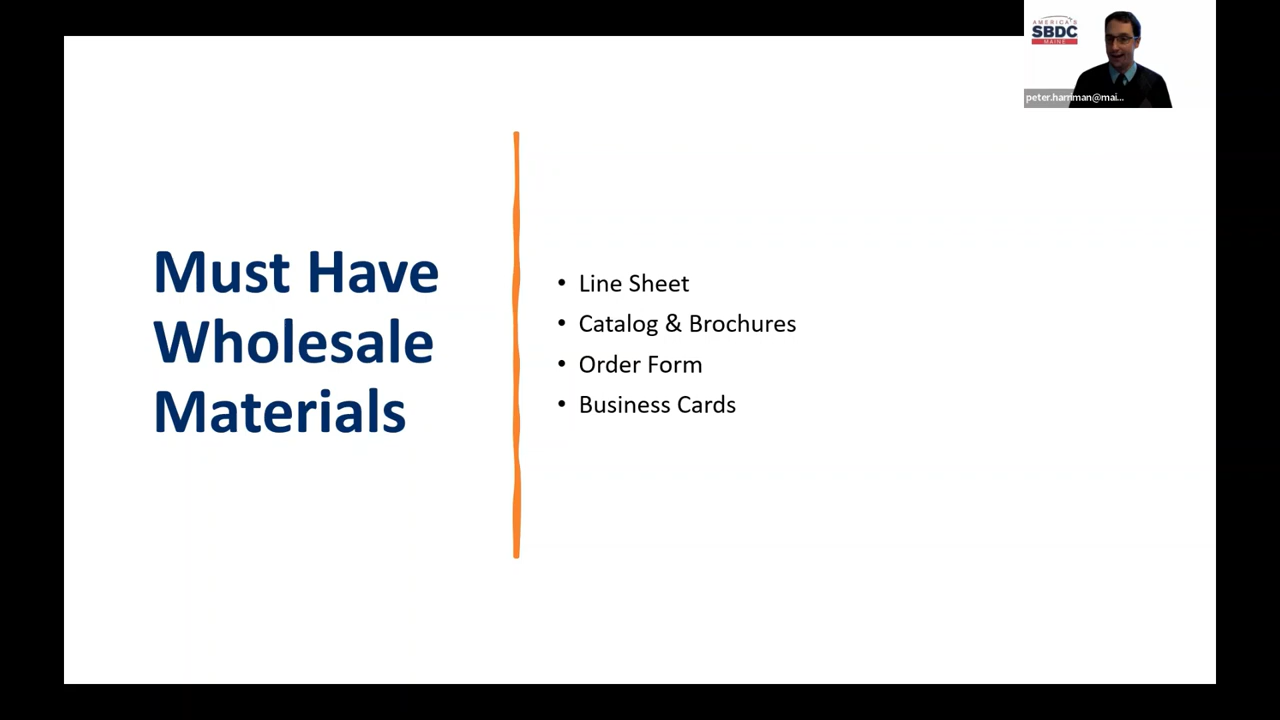 Must Have
Wholesale
Materials
• Line Sheet
• Catalog & Brochures
• Order Form
• Business Cards
AMERICA'S
SBDC
MAINE
peter.harriman@mai...